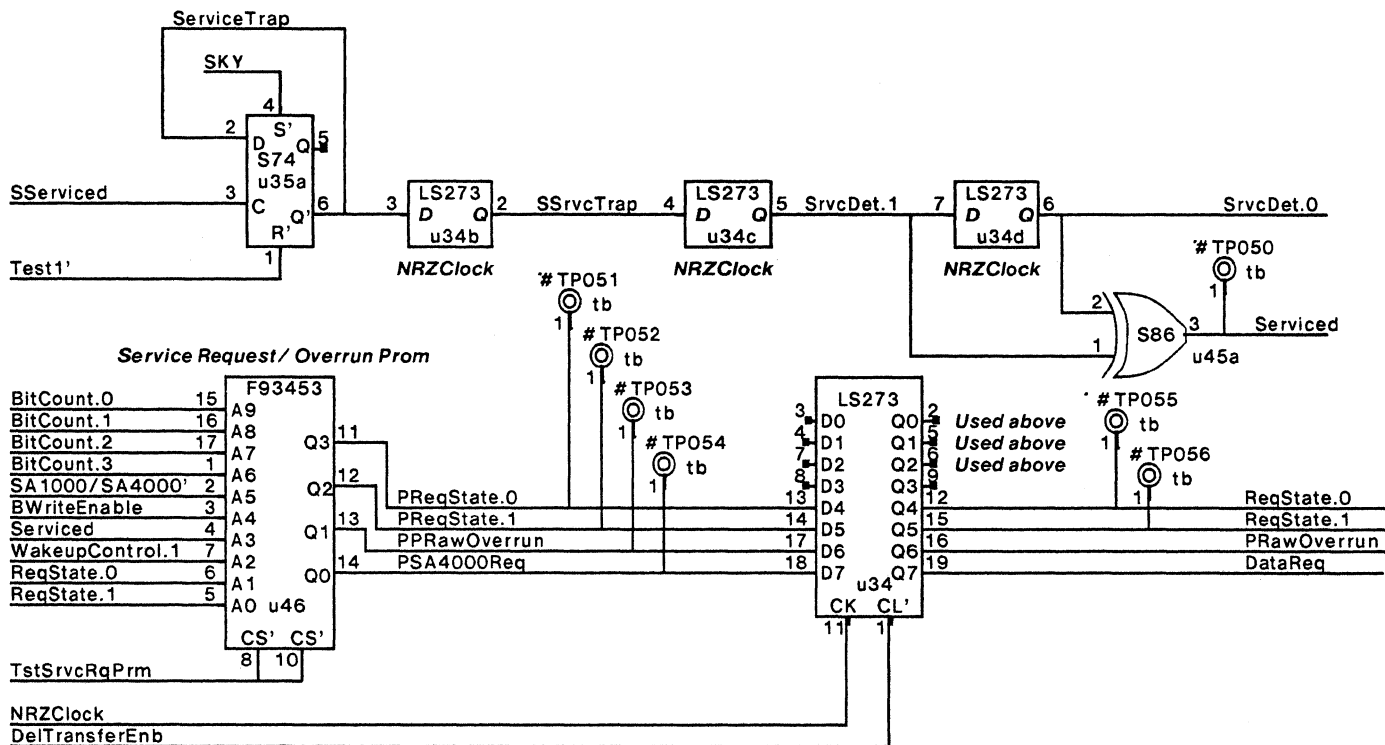 ServiceTrap
SKY
4
2 D S' Q 5
S74
u35a
SServiced 3 C Q' 6
R'
1
Test1'
LS273
3 D Q 2
u34b
NRZClock
SSrvcTrap
LS273
4 D Q 5
u34c
NRZClock
SrvcDet.1
LS273
7 D Q 6
u34d
NRZClock
SrvcDet.0
#TP050
1 tb
2
1
S86
3
u45a
Serviced
#TP051
1 tb
#TP052
1 tb
#TP053
1 tb
#TP054
1 tb
Service Request/ Overrun Prom
F93453
BitCount.0 15 A9
BitCount.1 16 A8
BitCount.2 17 A7
BitCount.3 1 A6
SA1000/SA4000' 2 A5
BWriteEnable 3 A4
Serviced 4 A3
WakeupControl.1 7 A2
ReqState.0 6 A1
ReqState.1 5 A0
u46
Q3 11
Q2 12
Q1 13
Q0 14
CS' CS'
8 10
TstSrvcRqPrm
PReqState.0
PReqState.1
PPRawOverrun
PSA4000Req
LS273
3 D0 Q0 2 Used above
4 D1 Q1 5 Used above
7 D2 Q2 6 Used above
8 D3 Q3 9
13 D4 Q4 12
14 D5 Q5 15
17 D6 Q6 16
18 D7 Q7 19
u34
CK CL'
11 1
#TP055
1 tb
#TP056
1 tb
ReqState.0
ReqState.1
PRawOverrun
DataReq
NRZClock
DelTransferEnb